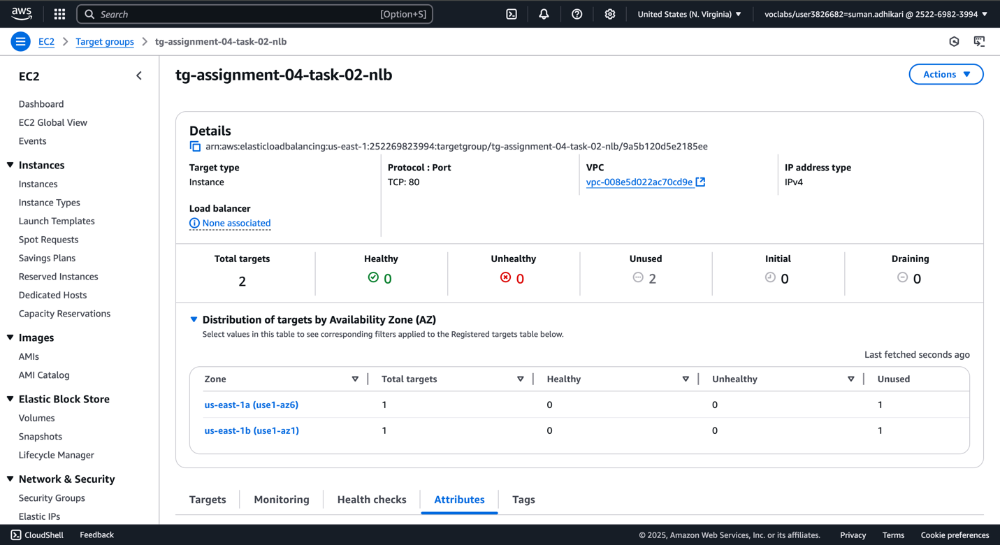 aws
Search [Option+S]
United States (N. Virginia)
voclabs/user3826682=suman.adhikari @ 2522-6982-3994
EC2
Target groups
tg-assignment-04-task-02-nlb
EC2
Dashboard
EC2 Global View
Events
Instances
Instances
Instance Types
Launch Templates
Spot Requests
Savings Plans
Reserved Instances
Dedicated Hosts
Capacity Reservations
Images
AMIs
AMI Catalog
Elastic Block Store
Volumes
Snapshots
Lifecycle Manager
Network & Security
Security Groups
Elastic IPs
tg-assignment-04-task-02-nlb
Actions
Details
arn:aws:elasticloadbalancing:us-east-1:252269823994:targetgroup/tg-assignment-04-task-02-nlb/9a5b120d5e2185ee
Target type
Instance
Protocol : Port
TCP: 80
VPC
vpc-008e5d022ac70cd9e
IP address type
IPv4
Load balancer
None associated
Total targets
2
Healthy
0
Unhealthy
0
Unused
2
Initial
0
Draining
0
Distribution of targets by Availability Zone (AZ)
Select values in this table to see corresponding filters applied to the Registered targets table below.
Last fetched seconds ago
Zone Total targets Healthy Unhealthy Unused
us-east-1a (use1-az6) 1 0 0 1
us-east-1b (use1-az1) 1 0 0 1
Targets
Monitoring
Health checks
Attributes
Tags
CloudShell
Feedback
© 2025, Amazon Web Services, Inc. or its affiliates.
Privacy
Terms
Cookie preferences